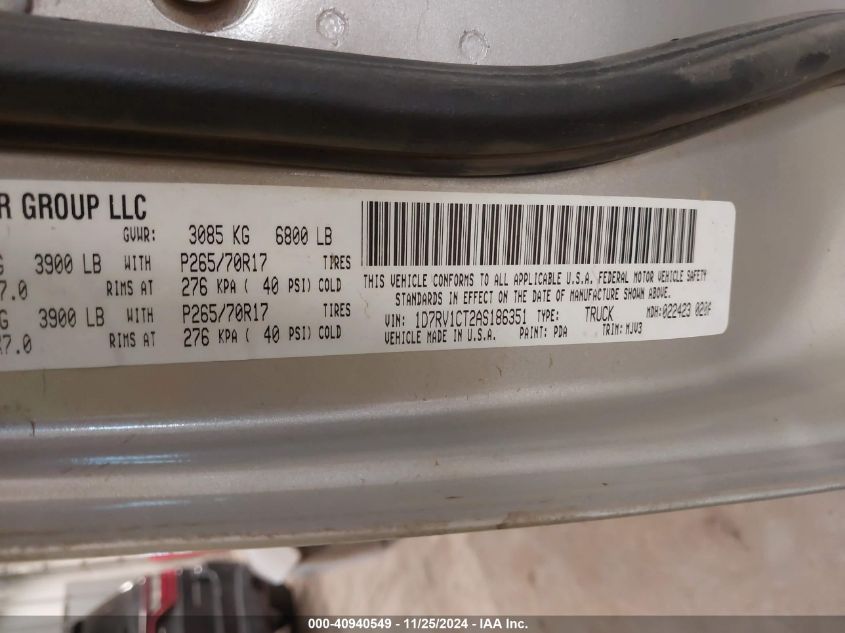 R GROUP LLC
GVWR: 3085 KG 6800 LB
G 3900 LB WITH P265/70R17 TIRES
7.0 RIMS AT 276 KPA ( 40 PSI) COLD
G 3900 LB WITH P265/70R17 TIRES
7.0 RIMS AT 276 KPA ( 40 PSI) COLD
THIS VEHICLE CONFORMS TO ALL APPLICABLE U.S.A. FEDERAL MOTOR VEHICLE SAFETY
STANDARDS IN EFFECT ON THE DATE OF MANUFACTURE SHOWN ABOVE.
VIN: 1D7RV1CT2AS186351 TYPE: TRUCK MDH:022423
VEHICLE MADE IN U.S.A. PAINT: PDA TRIM: MJV3
000-40940549 - 11/25/2024 - IAA Inc.